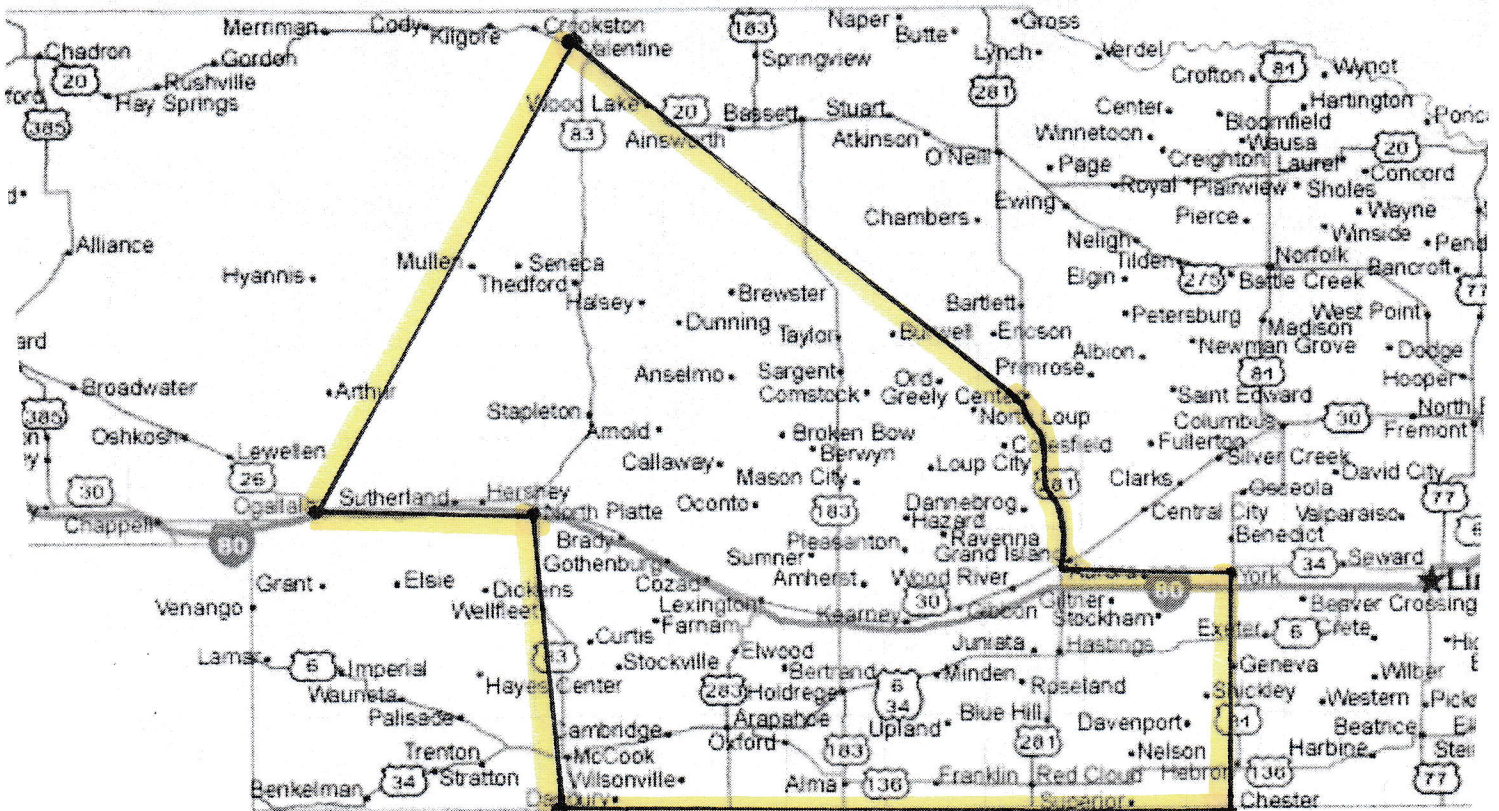 Merriman
Cody
Kilgore
Crookston
Valentine
183
Naper
Butte
Gross
Chadron
Gordon
Springview
Lynch
Verdel
Crofton
81
Wynot
20
Rushville
Hay Springs
385
Wood Lake
20
Bassett
Stuart
281
Center
Hartington
Bloomfield
83
Ainsworth
Atkinson
O'Neill
Winnetoon
Wausa
Page
Creighton
Laurel
20
Concord
Royal
Plainview
Sholes
Ewing
Chambers
Pierce
Wayne
Winside
Alliance
Neligh
Tilden
Norfolk
Hyannis
Mullen
Seneca
Thedford
Halsey
Elgin
275
Battle Creek
Bancroft
77
Brewster
Bartlett
Petersburg
West Point
Dunning
Taylor
Burwell
Ericson
Madison
Albion
Newman Grove
Dodge
Broadwater
Arthur
Anselmo
Sargent
Ord
Primrose
81
Hooper
Comstock
Greely Center
Saint Edward
385
Stapleton
North Loup
Columbus
30
Oshkosh
Arnold
Broken Bow
Cotesfield
Fullerton
Fremont
Lewellen
Berwyn
Silver Creek
26
Callaway
Mason City
Loup City
281
Clarks
David City
30
Sutherland
Hershey
Oconto
Osceola
77
Chappell
Ogallala
North Platte
183
Dannebrog
Hazard
Central City
Valparaiso
80
Brady
Pleasanton
Ravenna
Benedict
Gothenburg
Sumner
Grand Island
34
Seward
Grant
Elsie
Dickens
Cozad
Amherst
Wood River
Aurora
80
York
Venango
Wellfleet
Lexington
30
Gibbon
Giltner
Beaver Crossing
Farnam
Kearney
Stockham
Curtis
Juniata
Hastings
Exeter
6
Crete
Lamar
6
Imperial
83
Stockville
Elwood
Bertrand
Minden
Geneva
Wilber
Hayes Center
Wauneta
283
Holdrege
6
34
Roseland
Shickley
Western
Palisade
Cambridge
Arapahoe
Upland
Blue Hill
Davenport
81
Beatrice
Trenton
McCook
Oxford
183
281
Nelson
Harbine
34
Stratton
Benkelman
Wilsonville
Alma
136
Franklin
Red Cloud
Hebron
136
77
Danbury
Superior
Chester